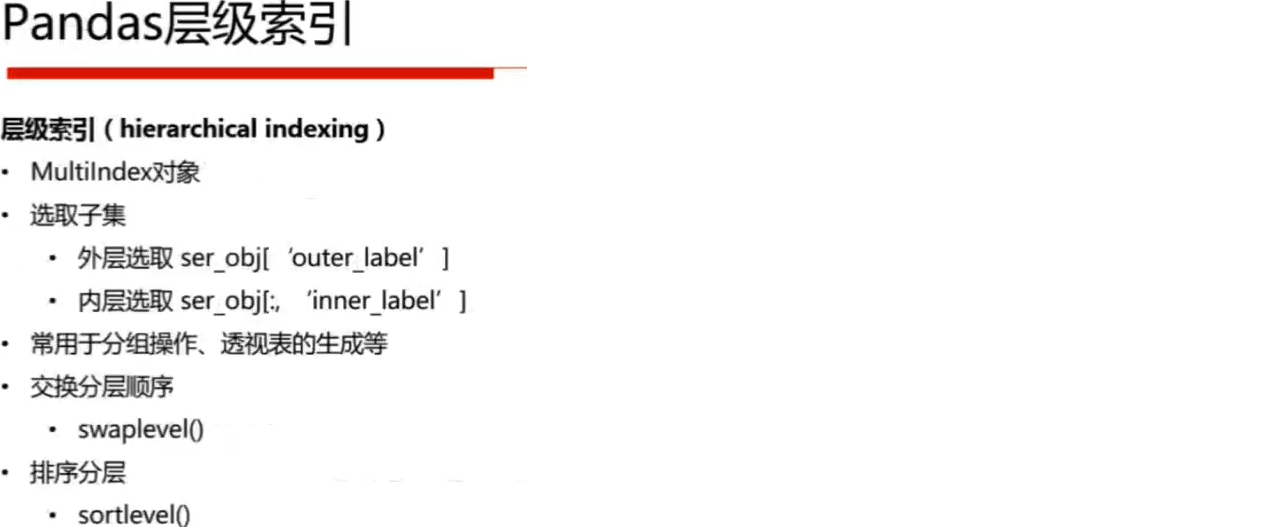 Pandas层级索引
层级索引（hierarchical indexing）
• MultiIndex对象
• 选取子集
• 外层选取 ser_obj[‘outer_label’]
• 内层选取 ser_obj[:, ‘inner_label’]
• 常用于分组操作、透视表的生成等
• 交换分层顺序
• swaplevel()
• 排序分层
• sortlevel()